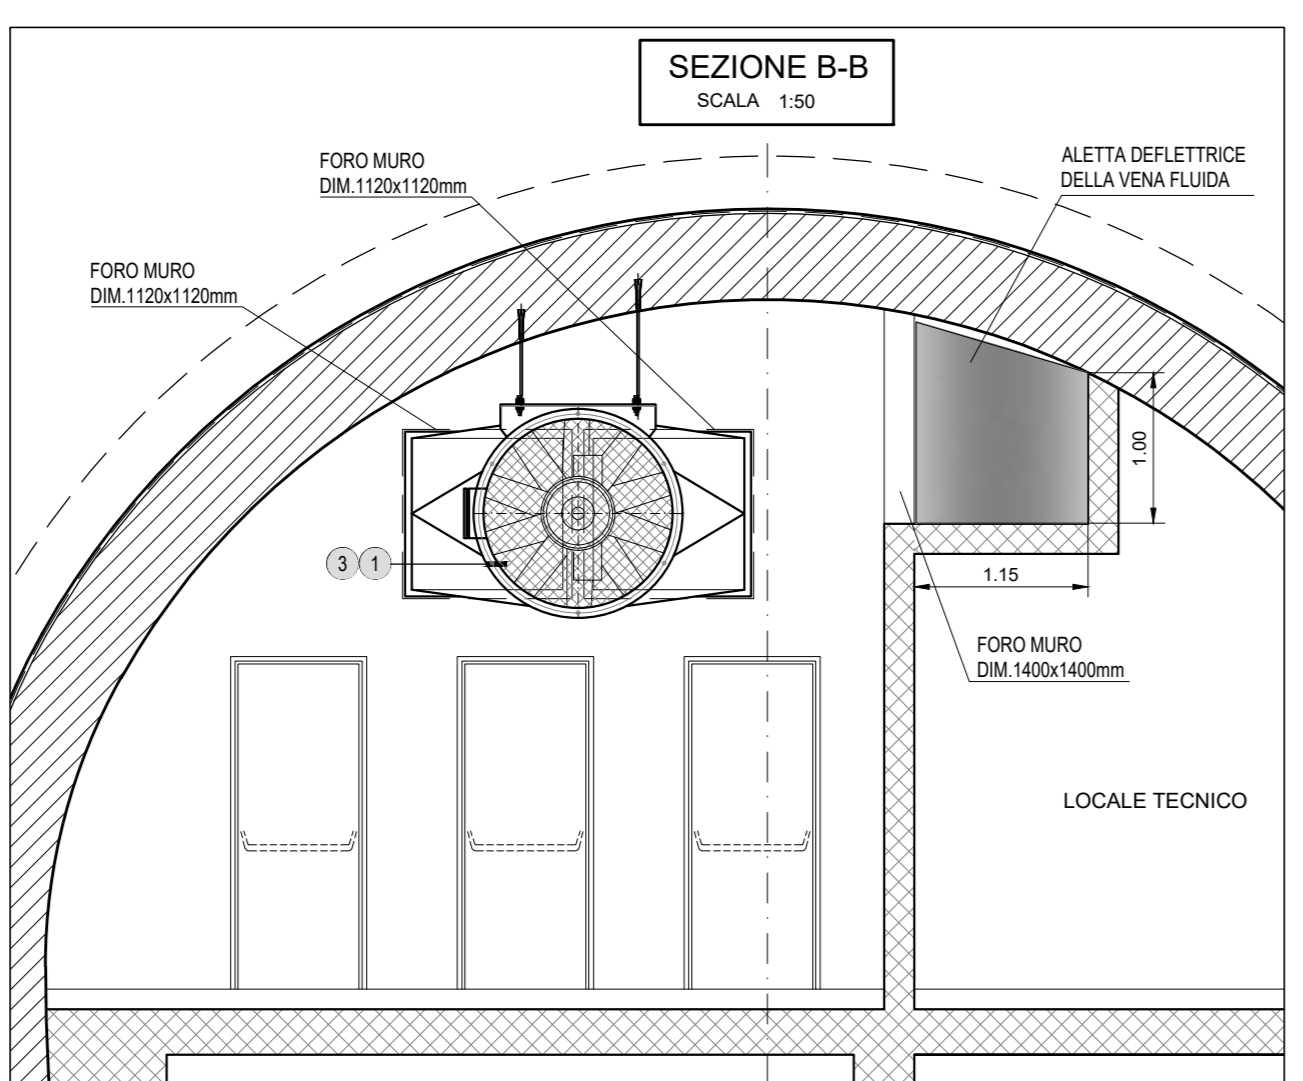 SEZIONE B-B
SCALA 1:50
FORO MURO
DIM.1120x1120mm
ALETTA DEFLETTRICE
DELLA VENA FLUIDA
FORO MURO
DIM.1120x1120mm
1.00
3 1
1.15
FORO MURO
DIM.1400x1400mm
LOCALE TECNICO